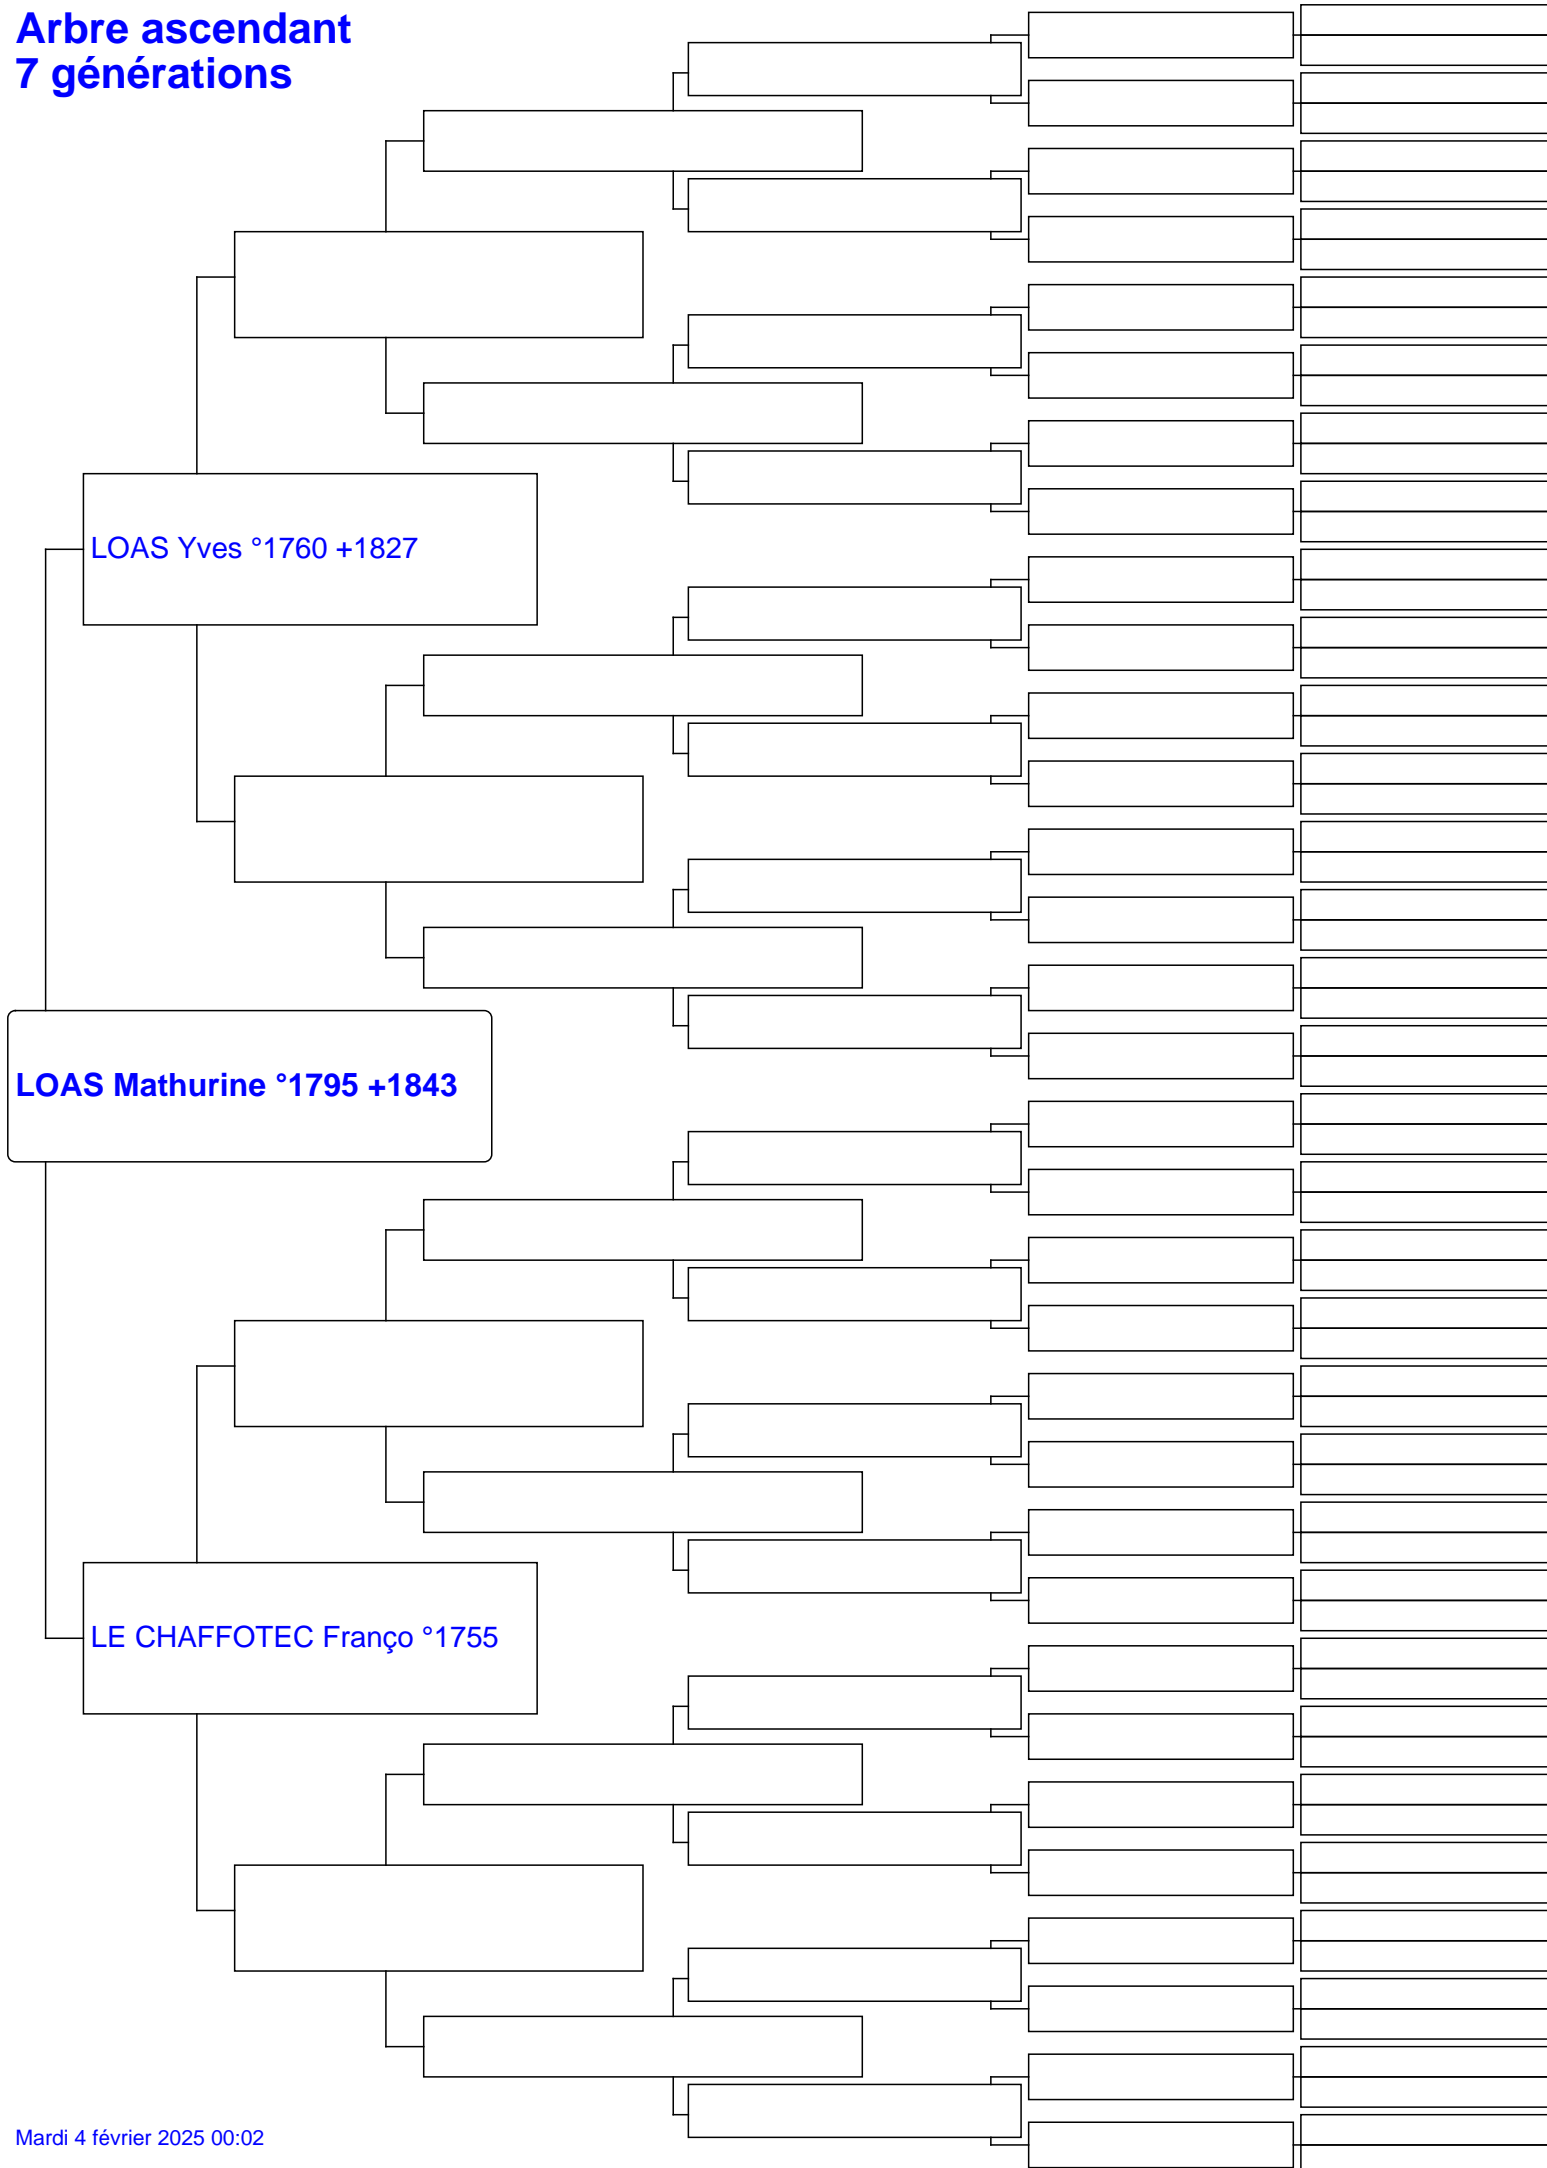 Arbre ascendant
7 générations
LOAS Yves °1760 +1827
LOAS Mathurine °1795 +1843
LE CHAFFOTEC Franço °1755
Mardi 4 février 2025 00:02